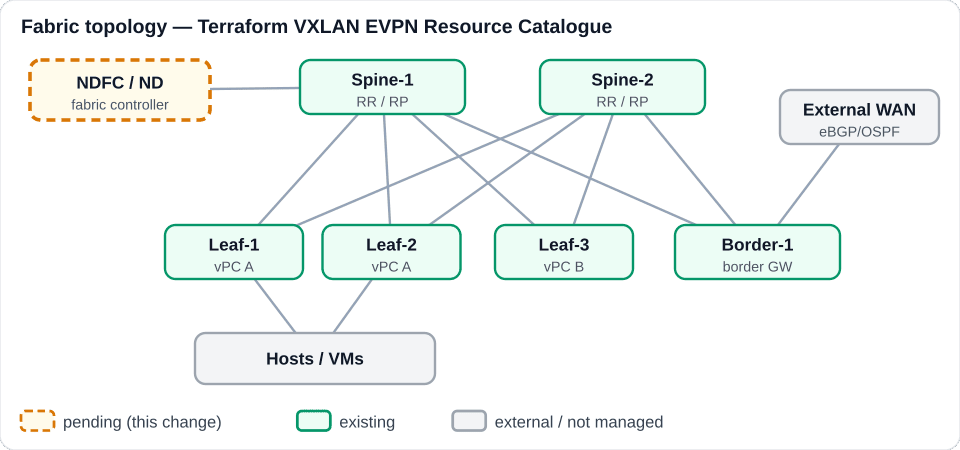 Fabric topology — Terraform VXLAN EVPN Resource Catalogue
NDFC / ND
fabric controller
Spine-1
RR / RP
Spine-2
RR / RP
External WAN
eBGP/OSPF
Leaf-1
vPC A
Leaf-2
vPC A
Leaf-3
vPC B
Border-1
border GW
Hosts / VMs
pending (this change)
existing
external / not managed